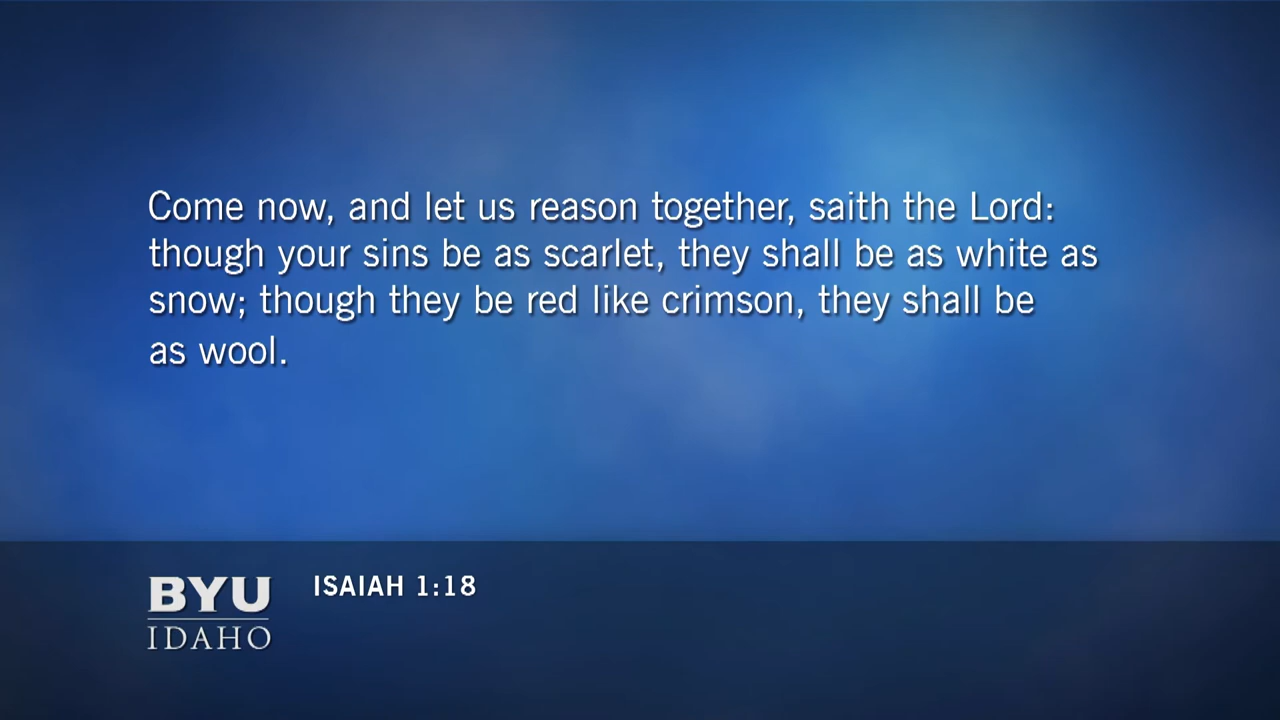 Come now, and let us reason together, saith the Lord:
though your sins be as scarlet, they shall be as white as
snow; though they be red like crimson, they shall be
as wool.
BYU
IDAHO
ISAIAH 1:18